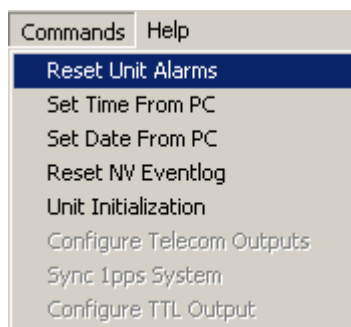 Commands Help
Reset Unit Alarms
Set Time From PC
Set Date From PC
Reset NV Eventlog
Unit Initialization
Configure Telecom Outputs
Sync 1pps System
Configure TTL Output